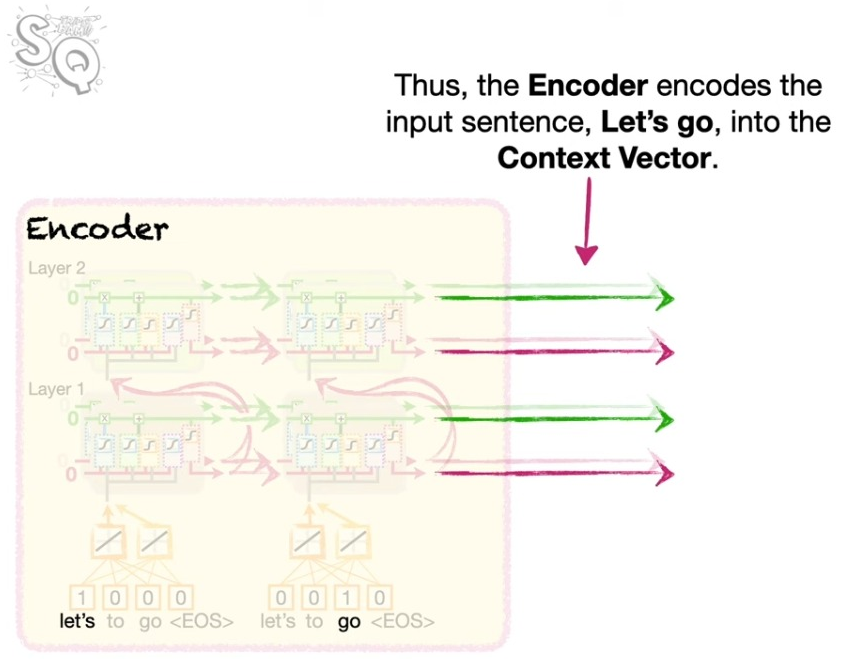 SQ
Thus, the Encoder encodes the
input sentence, Let's go, into the
Context Vector.
Encoder
Layer 2
0
0
Layer 1
0
0
1 0 0 0 0 0 1 0
let's to go <EOS> let's to go <EOS>